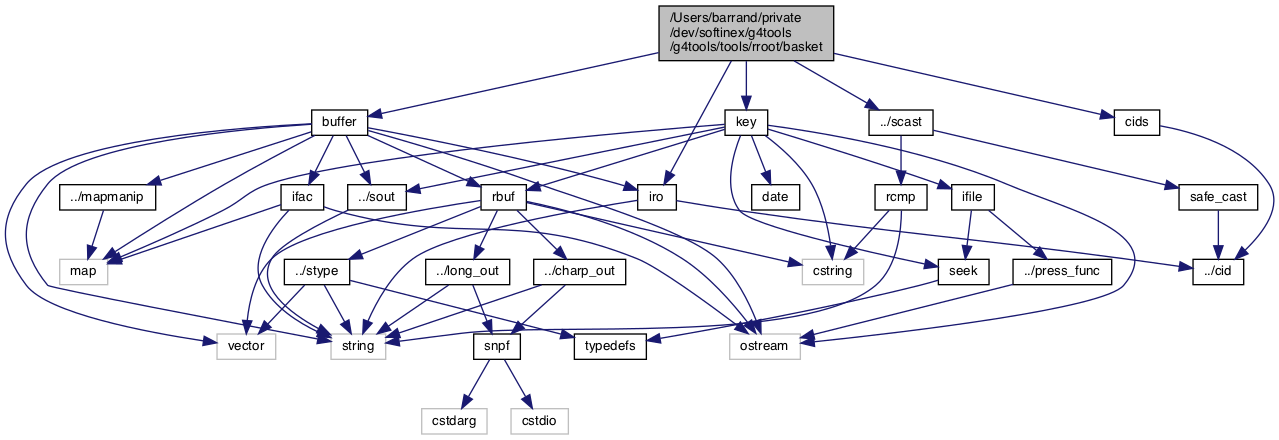 /Users/barrand/private
/dev/softinex/g4tools
/g4tools/tools/rroot/basket
buffer
key
../scast
cids
../mapmanip
ifac
../sout
rbuf
iro
date
rcmp
ifile
safe_cast
map
../stype
../long_out
../charp_out
cstring
seek
../press_func
../cid
vector
string
snpf
typedefs
ostream
cstdarg
cstdio